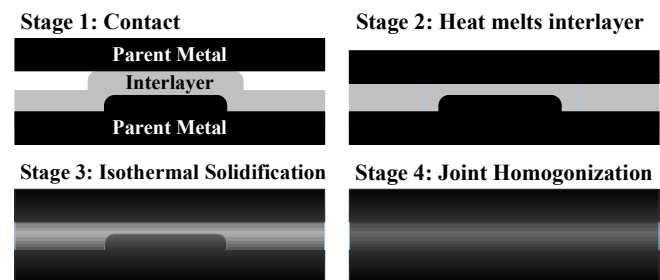 Stage 1: Contact
Parent Metal
Interlayer
Parent Metal
Stage 2: Heat melts interlayer
Stage 3: Isothermal Solidification
Stage 4: Joint Homogonization